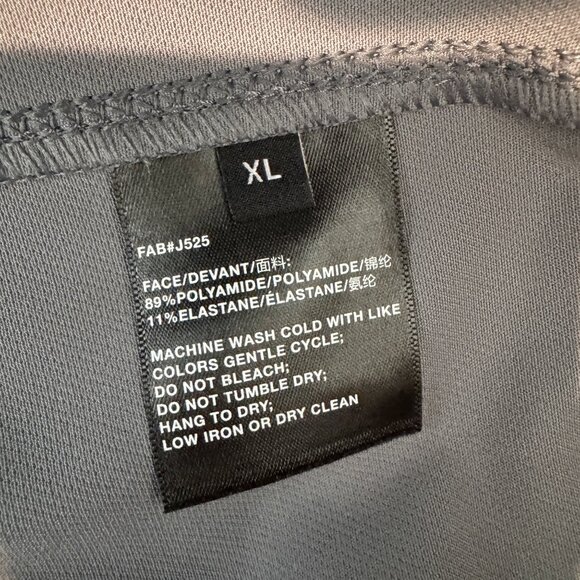 XL
FAB#J525
FACE/DEVANT/面料:
89%POLYAMIDE/POLYAMIDE/锦纶
11%ELASTANE/ÉLASTANE/氨纶
MACHINE WASH COLD WITH LIKE
COLORS GENTLE CYCLE;
DO NOT BLEACH;
DO NOT TUMBLE DRY;
HANG TO DRY;
LOW IRON OR DRY CLEAN